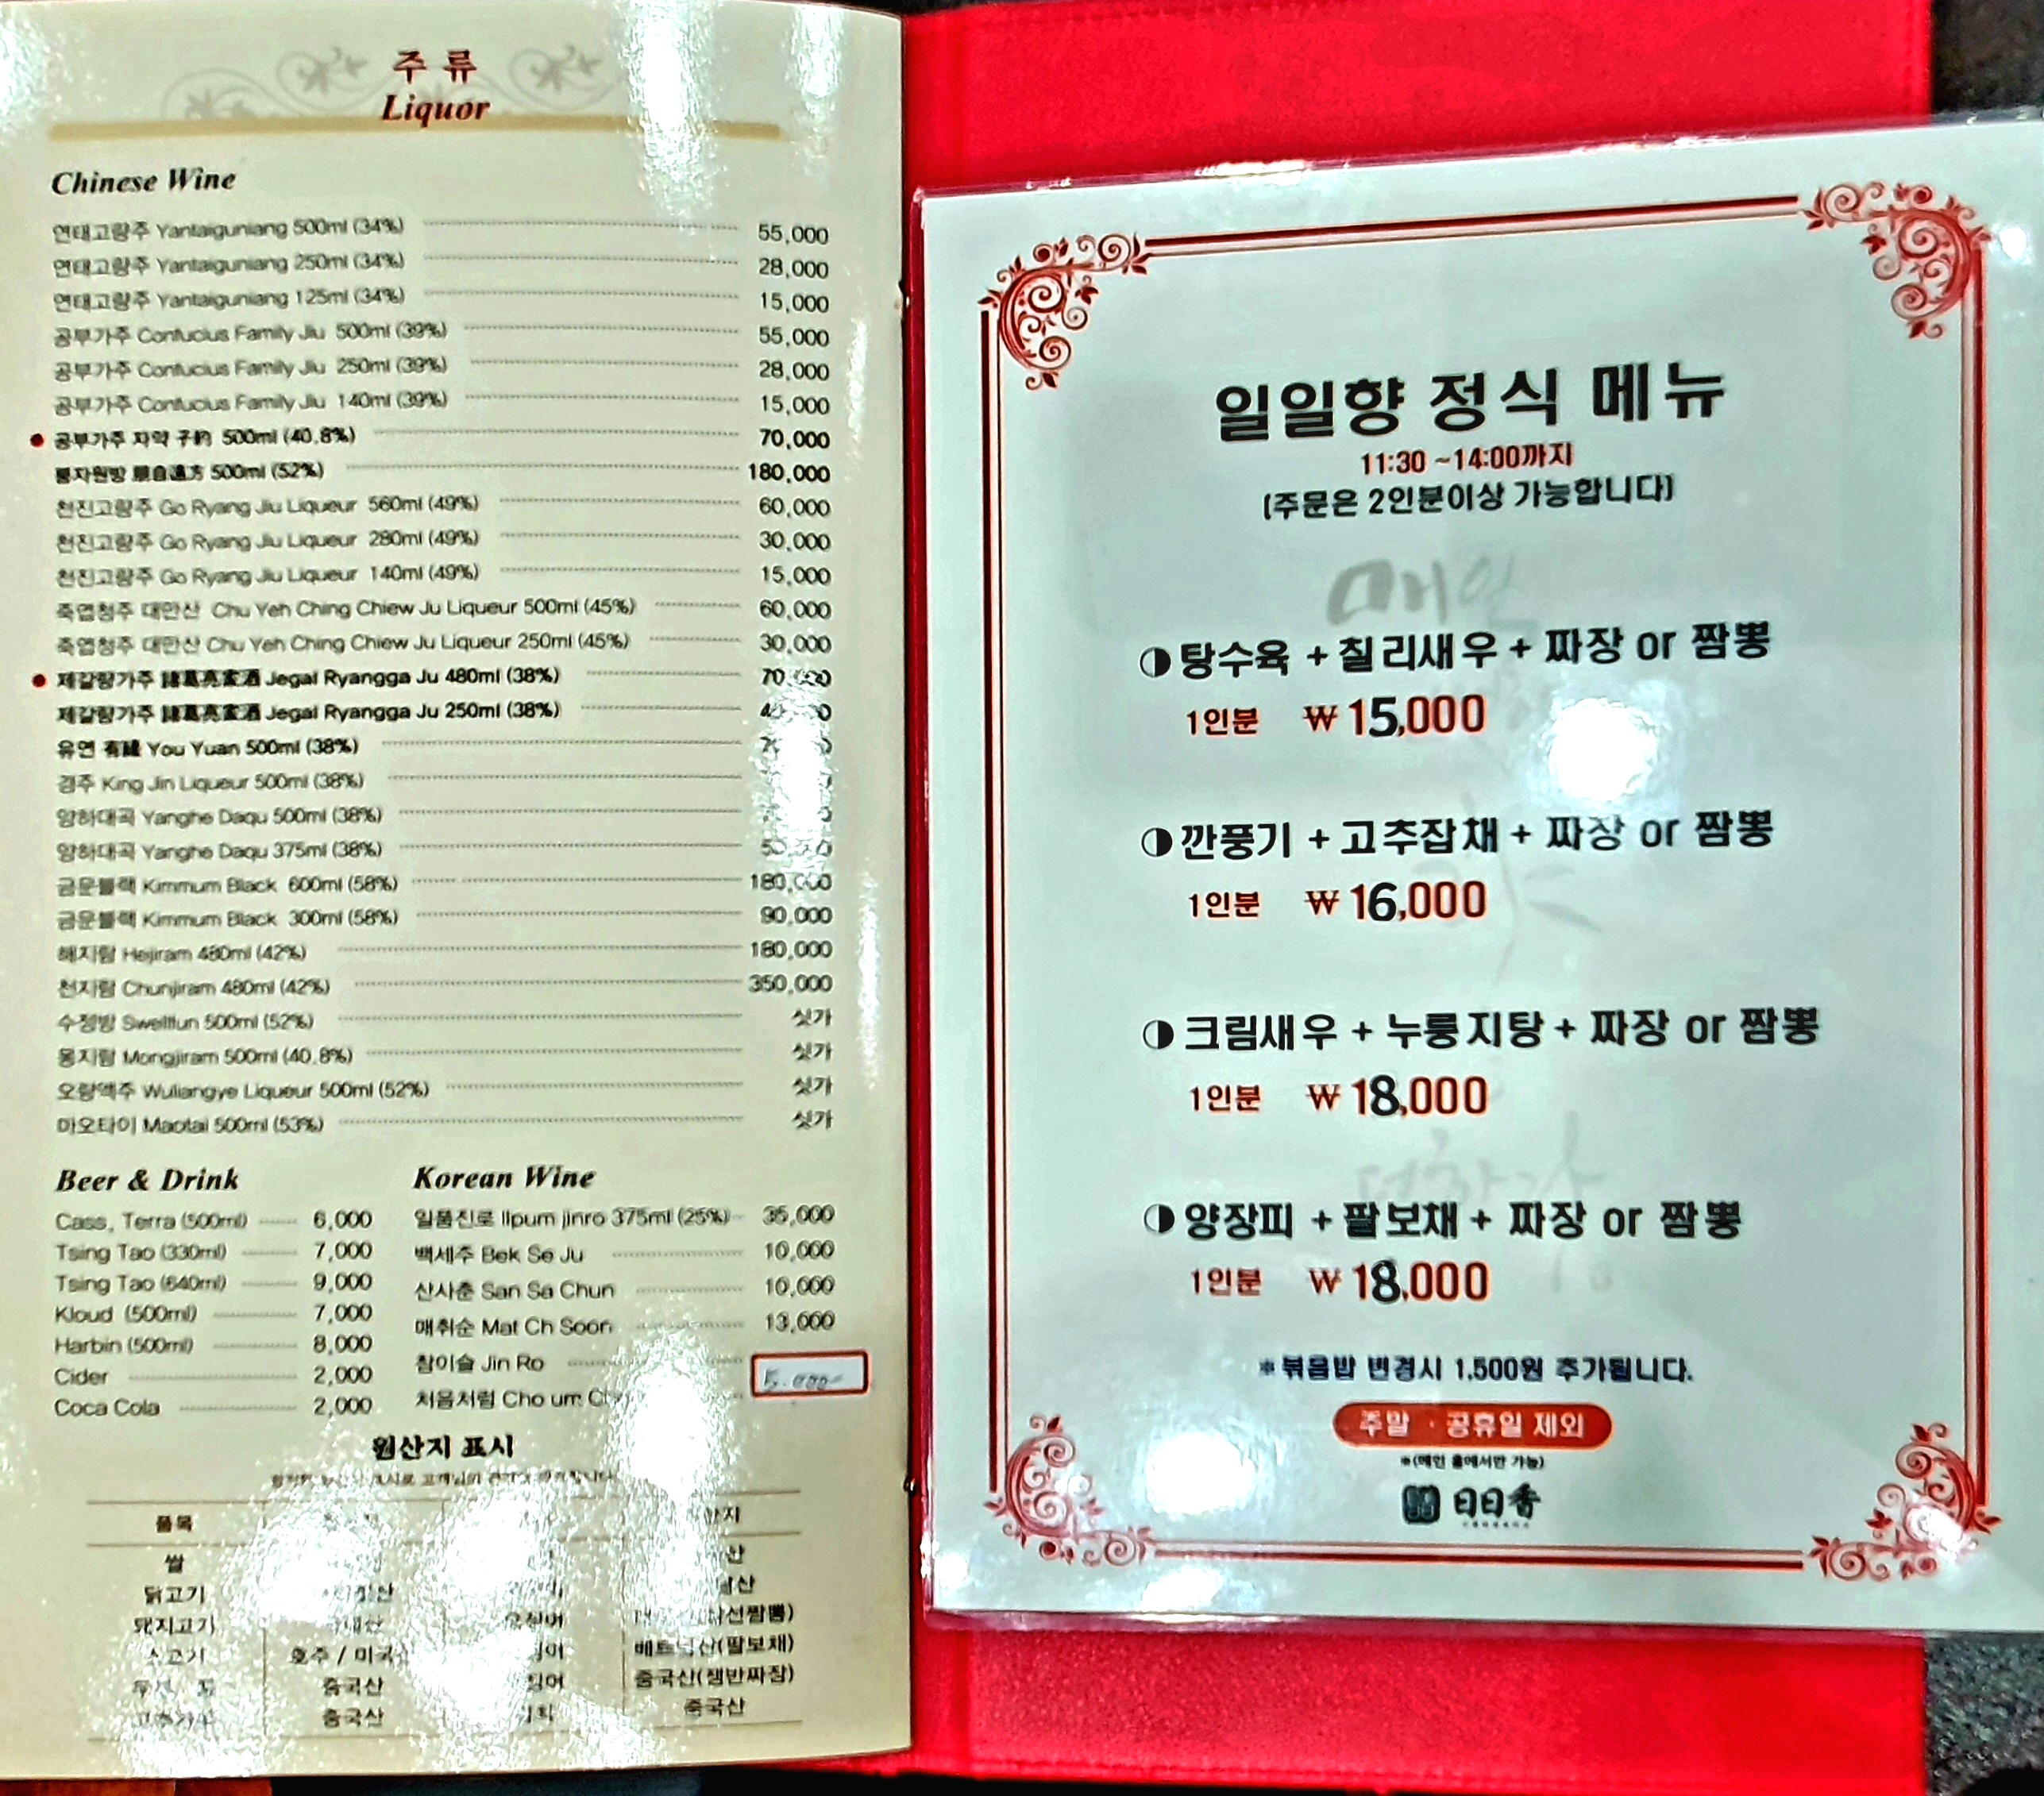 주 류
Liquor
Chinese Wine
연태고량주 Yantaiguniang 500ml (34%) 55,000
연태고량주 Yantaiguniang 250ml (34%) 28,000
연태고량주 Yantaiguniang 125ml (34%) 15,000
공부가주 Confucius Family Jiu 500ml (39%) 55,000
공부가주 Confucius Family Jiu 250ml (39%) 28,000
공부가주 Confucius Family Jiu 140ml (39%) 15,000
● 공부가주 자약 子約 500ml (40.8%) 70,000
500ml (52%) 180,000
천진고량주 Go Ryang Jiu Liqueur 560ml (49%) 60,000
천진고량주 Go Ryang Jiu Liqueur 280ml (49%) 30,000
천진고량주 Go Ryang Jiu Liqueur 140ml (49%) 15,000
죽엽청주 대만산 Chu Yeh Ching Chiew Ju Liqueur 500ml (45%) 60,000
죽엽청주 대만산 Chu Yeh Ching Chiew Ju Liqueur 250ml (45%) 30,000
● 제갈량가주 諸葛亮家酒 Jegal Ryangga Ju 480ml (38%)
제갈량가주 諸葛亮家酒 Jegal Ryangga Ju 250ml (38%)
유연 有緣 You Yuan 500ml (38%)
경주 King Jin Liqueur 500ml (38%)
양하대곡 Yanghe Daqu 500ml (38%)
양하대곡 Yanghe Daqu 375ml (38%)
금문블랙 Kimmum Black 600ml (58%) 180,000
금문블랙 Kimmum Black 300ml (58%) 90,000
해지람 Hejiram 480ml (42%) 180,000
천지람 Chunjiram 480ml (42%) 350,000
수정방 Swellfun 500ml (52%) 싯가
몽지람 Mongjiram 500ml (40.8%) 싯가
오량액주 Wuliangye Liqueur 500ml (52%) 싯가
마오타이 Maotai 500ml (53%) 싯가
Beer & Drink
Cass, Terra (500ml) 6,000
Tsing Tao (330ml) 7,000
Tsing Tao (640ml) 9,000
Kloud (500ml) 7,000
Harbin (500ml) 8,000
Cider 2,000
Coca Cola 2,000
Korean Wine
일품진로 Ilpum jinro 375ml (25%) 35,000
백세주 Bek Se Ju 10,000
산사춘 San Sa Chun 10,000
매취순 Mat Ch Soon 13,000
참이슬 Jin Ro
5.000
처음처럼 Cho um
원산지 표시
품목
쌀
닭고기
돼지고기
소고기 호주 / 미국 베트남산(팔보채)
중국산 중국산(쟁반짜장)
중국산 중국산
일일향 정식 메뉴
11:30 ~14:00까지
(주문은 2인분이상 가능합니다)
매일
◑ 탕수육 + 칠리새우 + 짜장 or 짬뽕
1인분 ₩ 15,000
◑ 깐풍기 + 고추잡채 + 짜장 or 짬뽕
1인분 ₩ 16,000
◑ 크림새우 + 누룽지탕 + 짜장 or 짬뽕
1인분 ₩ 18,000
◑ 양장피 + 팔보채 + 짜장 or 짬뽕
1인분 ₩ 18,000
※ 볶음밥 변경시 1,500원 추가됩니다.
주말 · 공휴일 제외
※(메인 홀에서만 가능)
日日香